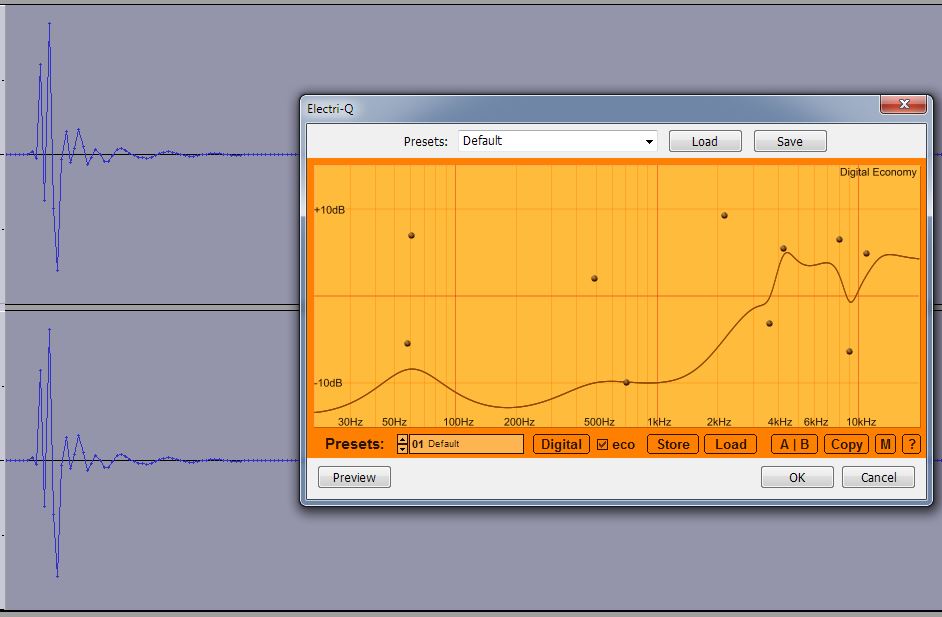 Electri-Q
Presets: Default Load Save
Digital Economy
+10dB
-10dB
30Hz 50Hz 100Hz 200Hz 500Hz 1kHz 2kHz 4kHz 6kHz 10kHz
Presets: 01 Default Digital eco Store Load A | B Copy M ?
Preview OK Cancel